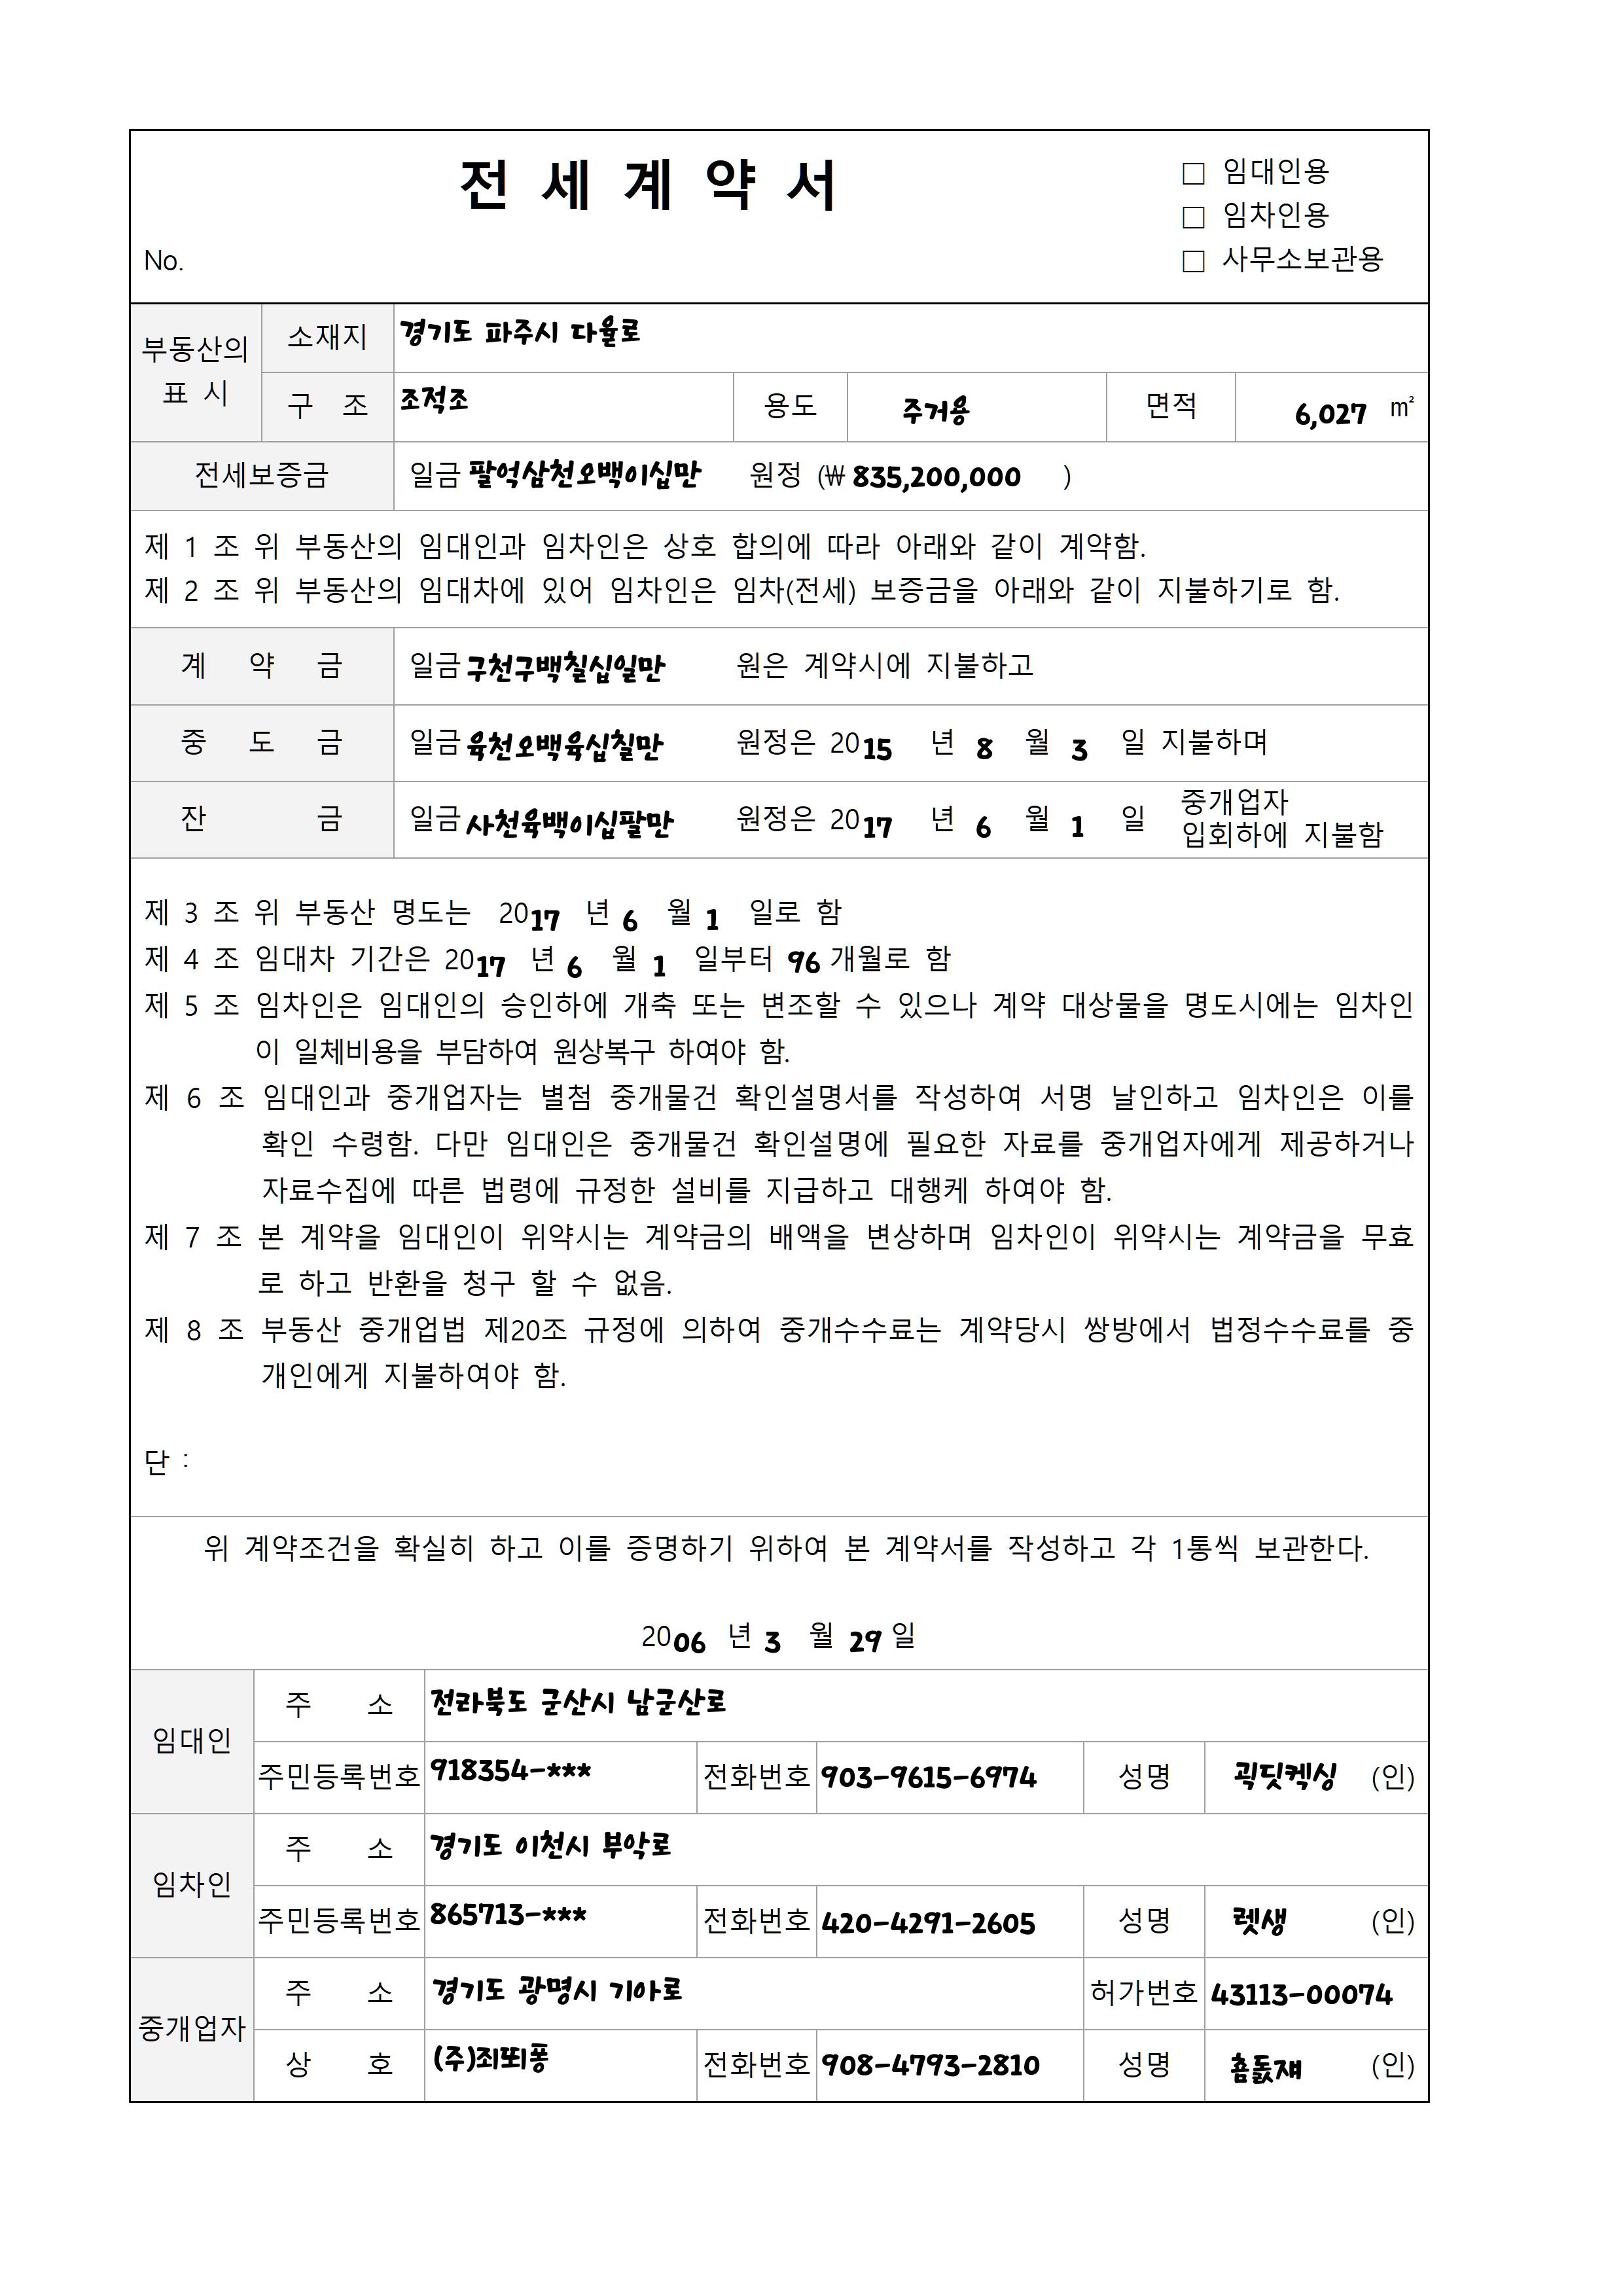 전 세 계 약 서
□ 임대인용
□ 임차인용
□ 사무소보관용
No.
부동산의 표 시
소재지 경기도 파주시 다율로
구 조 조적조 용도 주거용 면적 6,027 ㎡
전세보증금 일금 팔억삼천오백이십만 원정 (₩ 835,200,000 )
제 1 조 위 부동산의 임대인과 임차인은 상호 합의에 따라 아래와 같이 계약함.
제 2 조 위 부동산의 임대차에 있어 임차인은 임차(전세) 보증금을 아래와 같이 지불하기로 함.
계 약 금 일금 구천구백칠십일만 원은 계약시에 지불하고
중 도 금 일금 육천오백육십칠만 원정은 2015 년 8 월 3 일 지불하며
잔 금 일금 사천육백이십팔만 원정은 2017 년 6 월 1 일 중개업자 입회하에 지불함
제 3 조 위 부동산 명도는 2017 년 6 월 1 일로 함
제 4 조 임대차 기간은 2017 년 6 월 1 일부터 96 개월로 함
제 5 조 임차인은 임대인의 승인하에 개축 또는 변조할 수 있으나 계약 대상물을 명도시에는 임차인
이 일체비용을 부담하여 원상복구 하여야 함.
제 6 조 임대인과 중개업자는 별첨 중개물건 확인설명서를 작성하여 서명 날인하고 임차인은 이를
확인 수령함. 다만 임대인은 중개물건 확인설명에 필요한 자료를 중개업자에게 제공하거나
자료수집에 따른 법령에 규정한 설비를 지급하고 대행케 하여야 함.
제 7 조 본 계약을 임대인이 위약시는 계약금의 배액을 변상하며 임차인이 위약시는 계약금을 무효
로 하고 반환을 청구 할 수 없음.
제 8 조 부동산 중개업법 제20조 규정에 의하여 중개수수료는 계약당시 쌍방에서 법정수수료를 중
개인에게 지불하여야 함.
단 :
위 계약조건을 확실히 하고 이를 증명하기 위하여 본 계약서를 작성하고 각 1통씩 보관한다.
2006 년 3 월 29 일
임대인
주 소 전라북도 군산시 남군산로
주민등록번호 918354-*** 전화번호 903-9615-6974 성명 괵딧켁싱 (인)
임차인
주 소 경기도 이천시 부악로
주민등록번호 865713-*** 전화번호 420-4291-2605 성명 렛생 (인)
중개업자
주 소 경기도 광명시 기아로 허가번호 43113-00074
상 호 (주)죄뙤퐁 전화번호 908-4793-2810 성명 (인)